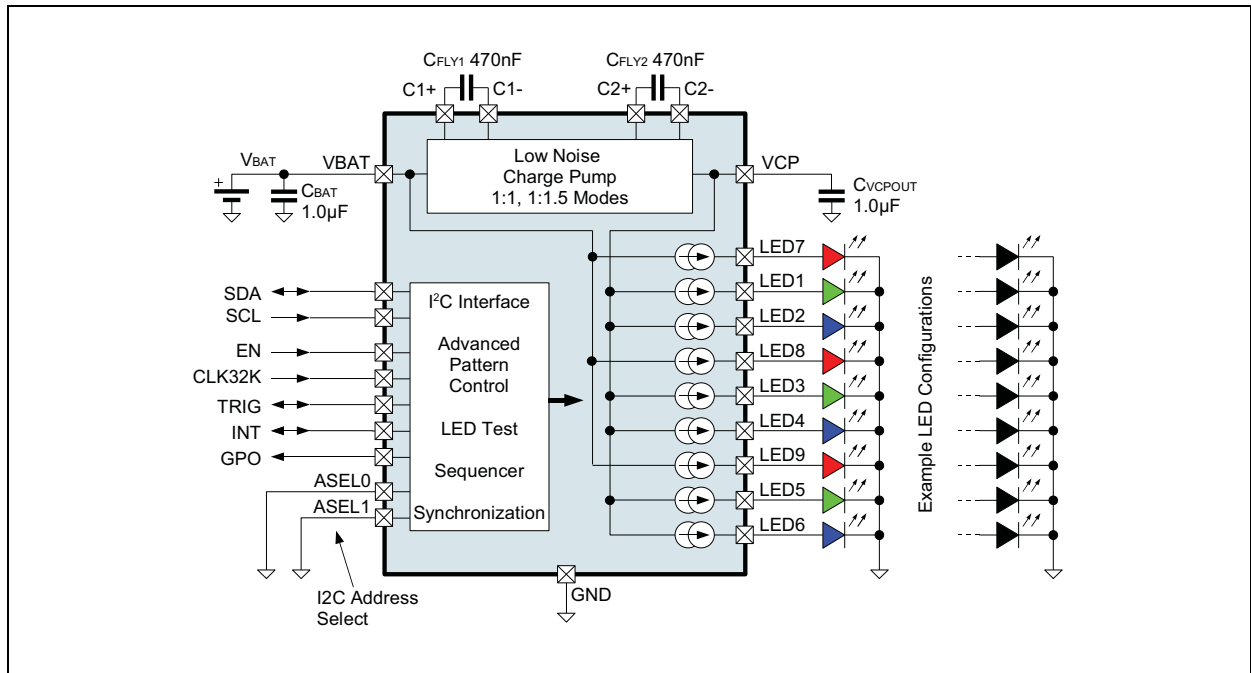 CFLY1 470nF
CFLY2 470nF
C1+
C1-
C2+
C2-
VBAT
VBAT
Low Noise
Charge Pump
1:1, 1:1.5 Modes
VCP
+
CBAT
1.0µF
CVCPOUT
1.0µF
LED7
LED1
LED2
LED8
LED3
LED4
LED9
LED5
LED6
Example LED Configurations
SDA
SCL
EN
CLK32K
TRIG
INT
GPO
ASEL0
ASEL1
I²C Interface
Advanced
Pattern
Control
LED Test
Sequencer
Synchronization
GND
I2C Address
Select